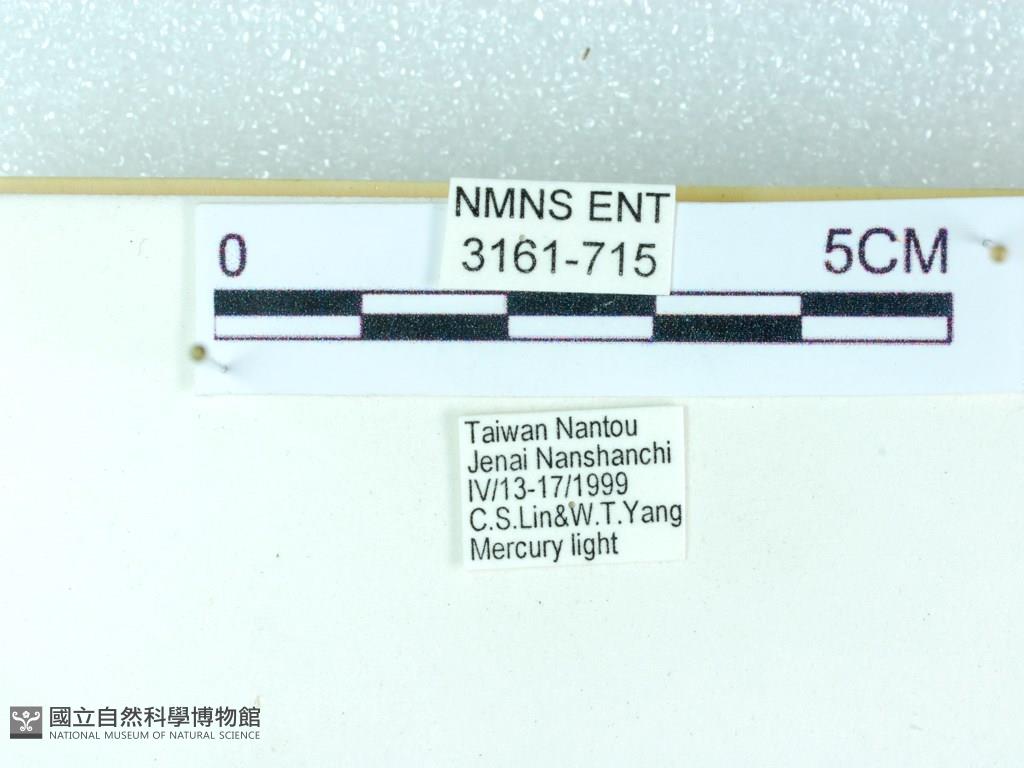 NMNS ENT
3161-715
0
5CM
Taiwan Nantou
Jenai Nanshanchi
IV/13-17/1999
C.S.Lin&W.T.Yang
Mercury light
國立自然科學博物館
NATIONAL MUSEUM OF NATURAL SCIENCE